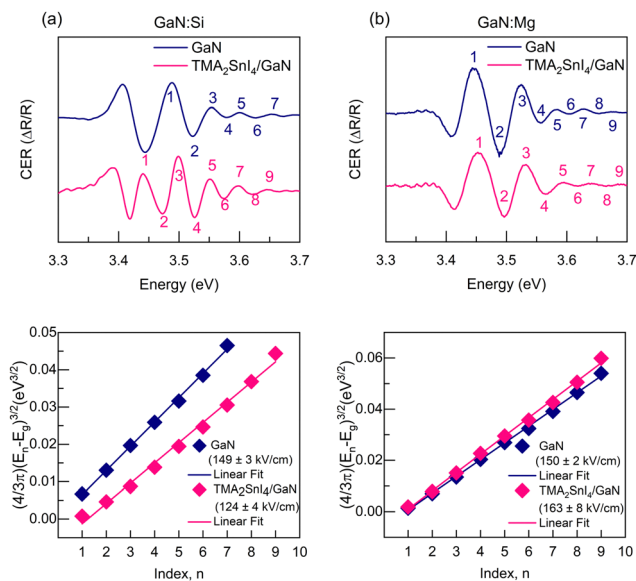 (a)
GaN:Si
GaN
TMA₂SnI₄/GaN
CER (ΔR/R)
1
2
3
4
5
6
7
1
2
3
4
5
6
7
8
9
3.3 3.4 3.5 3.6 3.7
Energy (eV)
(b)
GaN:Mg
GaN
TMA₂SnI₄/GaN
CER (ΔR/R)
1
2
3
4
5
6
7
8
9
1
2
3
4
5
6
7
8
9
3.3 3.4 3.5 3.6 3.7
Energy (eV)
(4/3π)(Eₙ-E_g)^3/2(eV^3/2)
0.05
0.04
0.03
0.02
0.01
0.00
GaN
(149 ± 3 kV/cm)
Linear Fit
TMA₂SnI₄/GaN
(124 ± 4 kV/cm)
Linear Fit
1 2 3 4 5 6 7 8 9 10
Index, n
(4/3π)(Eₙ-E_g)^3/2(eV^3/2)
0.06
0.04
0.02
0.00
GaN
(150 ± 2 kV/cm)
Linear Fit
TMA₂SnI₄/GaN
(163 ± 8 kV/cm)
Linear Fit
1 2 3 4 5 6 7 8 9 10
Index, n